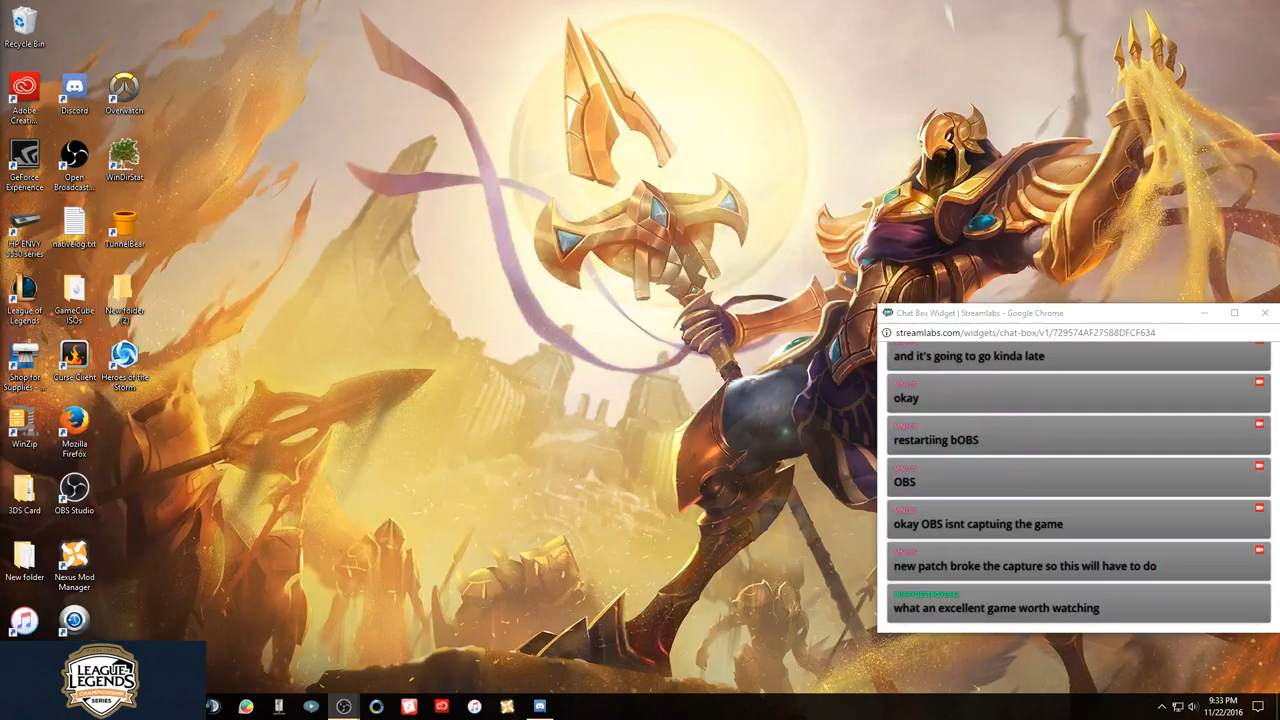 Recycle Bin
Adobe
Creati...
Discord
Overwatch
GeForce
Experience
Open
Broadcast...
WinDirStat
HP ENVY
5530 series
nativelog.txt
TunnelBear
League of
Legends
GameCube
ISOs
New folder
(2)
Shop for
Supplies - ...
Curse Client
Heroes of the
Storm
WinZip
Mozilla
Firefox
3DS Card
OBS Studio
New folder
Nexus Mod
Manager
LEAGUE OF
LEGENDS
CHAMPIONSHIP
SERIES
Chat Box Widget | Streamlabs - Google Chrome
streamlabs.com/widgets/chat-box/v1/729574AF27588DFCF634
and it's going to go kinda late
okay
restartiing bOBS
OBS
okay OBS isnt captuing the game
new patch broke the capture so this will have to do
what an excellent game worth watching
9:33 PM
11/22/2016